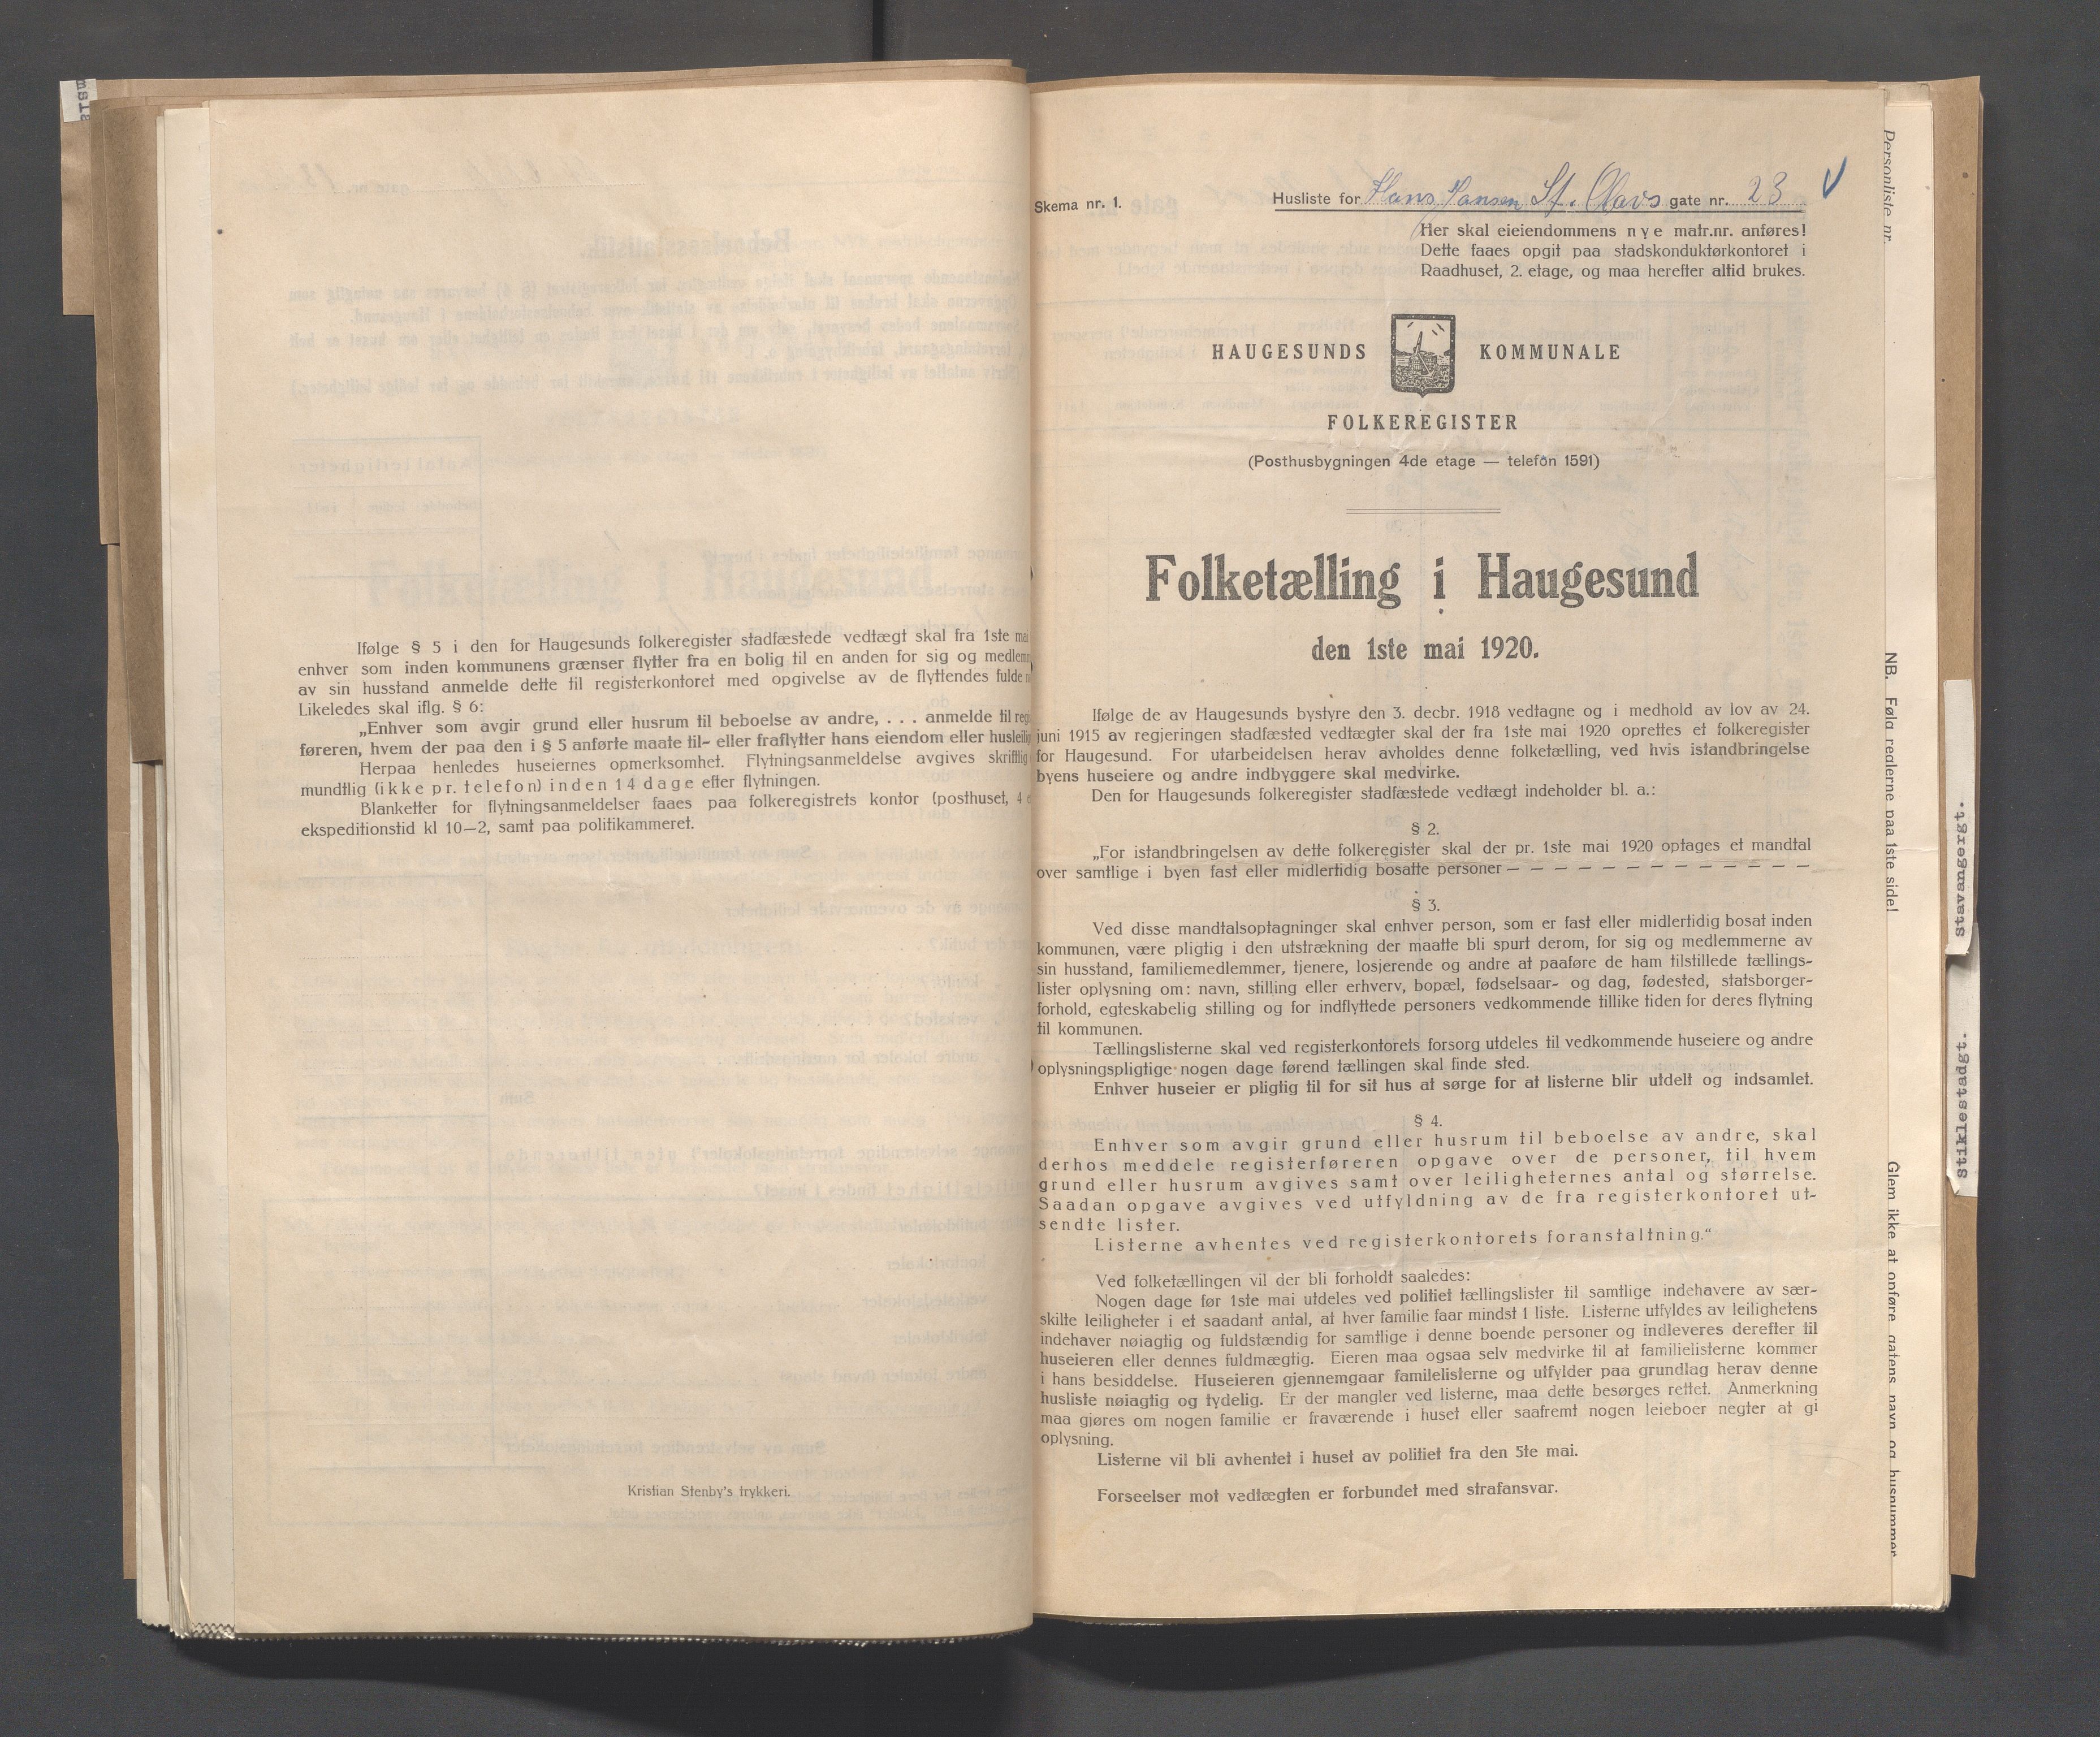 Ifølge § 5 i den for Haugesunds folkeregister stadfæstede vedtægt skal fra 1ste mai
enhver som inden kommunens grænser flytter fra en bolig til en anden for sig og medlem
av sin husstand anmelde dette til registerkontoret med opgivelse av de flyttendes fulde
Likeledes skal iflg. § 6:
„Enhver som avgir grund eller husrum til beboelse av andre, . . . anmelde til reg
føreren, hvem der paa den i § 5 anførte maate til- eller fraflytter hans eiendom eller husleilig
Herpaa henledes huseiernes opmerksomhet. Flytningsanmeldelse avgives skriftlig
mundtlig (ikke pr. telefon) inden 14 dage efter flytningen.
Blanketter for flytningsanmeldelser faaes paa folkeregistrets kontor (posthuset, 4
ekspeditionstid kl 10—2, samt paa politikammeret.
Kristian Stenby's trykkeri.
Skema nr. 1.
Husliste for Hans Hansen St. Olavs gate nr. 23
Her skal eieiendommens nye matr.nr. anføres!
Dette faaes opgit paa stadskonduktørkontoret i
Raadhuset, 2. etage, og maa herefter altid brukes.
HAUGESUNDS KOMMUNALE
FOLKEREGISTER
(Posthusbygningen 4de etage — telefon 1591)
Folketælling i Haugesund
den 1ste mai 1920.
Ifølge de av Haugesunds bystyre den 3. decbr. 1918 vedtagne og i medhold av lov av 24.
juni 1915 av regjeringen stadfæsted vedtægter skal der fra 1ste mai 1920 oprettes et folkeregister
for Haugesund. For utarbeidelsen herav avholdes denne folketælling, ved hvis istandbringelse
byens huseiere og andre indbyggere skal medvirke.
Den for Haugesunds folkeregister stadfæstede vedtægt indeholder bl. a.:
§ 2.
„For istandbringelsen av dette folkeregister skal der pr. 1ste mai 1920 optages et mandtal
over samtlige i byen fast eller midlertidig bosatte personer — — — — — — — — — — — — —
§ 3.
Ved disse mandtalsoptagninger skal enhver person, som er fast eller midlertidig bosat inden
kommunen, være pligtig i den utstrækning der maatte bli spurt derom, for sig og medlemmerne av
sin husstand, familiemedlemmer, tjenere, losjerende og andre at paaføre de ham tilstillede tællings-
lister oplysning om: navn, stilling eller erhverv, bopæl, fødselsaar- og dag, fødested, statsborger-
forhold, egteskabelig stilling og for indflyttede personers vedkommende tillike tiden for deres flytning
til kommunen.
Tællingslisterne skal ved registerkontorets forsorg utdeles til vedkommende huseiere og andre
oplysningspligtige nogen dage førend tællingen skal finde sted.
Enhver huseier er pligtig til for sit hus at sørge for at listerne blir utdelt og indsamlet.
§ 4.
Enhver som avgir grund eller husrum til beboelse av andre, skal
derhos meddele registerføreren opgave over de personer, til hvem
grund eller husrum avgives samt over leiligheternes antal og størrelse.
Saadan opgave avgives ved utfyldning av de fra registerkontoret ut-
sendte lister.
Listerne avhentes ved registerkontorets foranstaltning.“
Ved folketællingen vil der bli forholdt saaledes:
Nogen dage før 1ste mai utdeles ved politiet tællingslister til samtlige indehavere av sær-
skilte leiligheter i et saadant antal, at hver familie faar mindst 1 liste. Listerne utfyldes av leilighetens
indehaver nøiagtig og fuldstændig for samtlige i denne boende personer og indleveres derefter til
huseieren eller dennes fuldmægtig. Eieren maa ogsaa selv medvirke til at familielisterne kommer
i hans besiddelse. Huseieren gjennemgaar familelisterne og utfylder paa grundlag herav denne
husliste nøiagtig og tydelig. Er der mangler ved listerne, maa dette besørges rettet. Anmerkning
maa gjøres om nogen familie er fraværende i huset eller saafremt nogen leieboer negter at gi
oplysning.
Listerne vil bli avhentet i huset av politiet fra den 5te mai.
Forseelser mot vedtægten er forbundet med strafansvar.
Personliste nr.
NB. Følg reglerne paa 1ste side!
Glem ikke at opføre gatens navn og husnummer
Stavangergt.
Stiklestadgt.